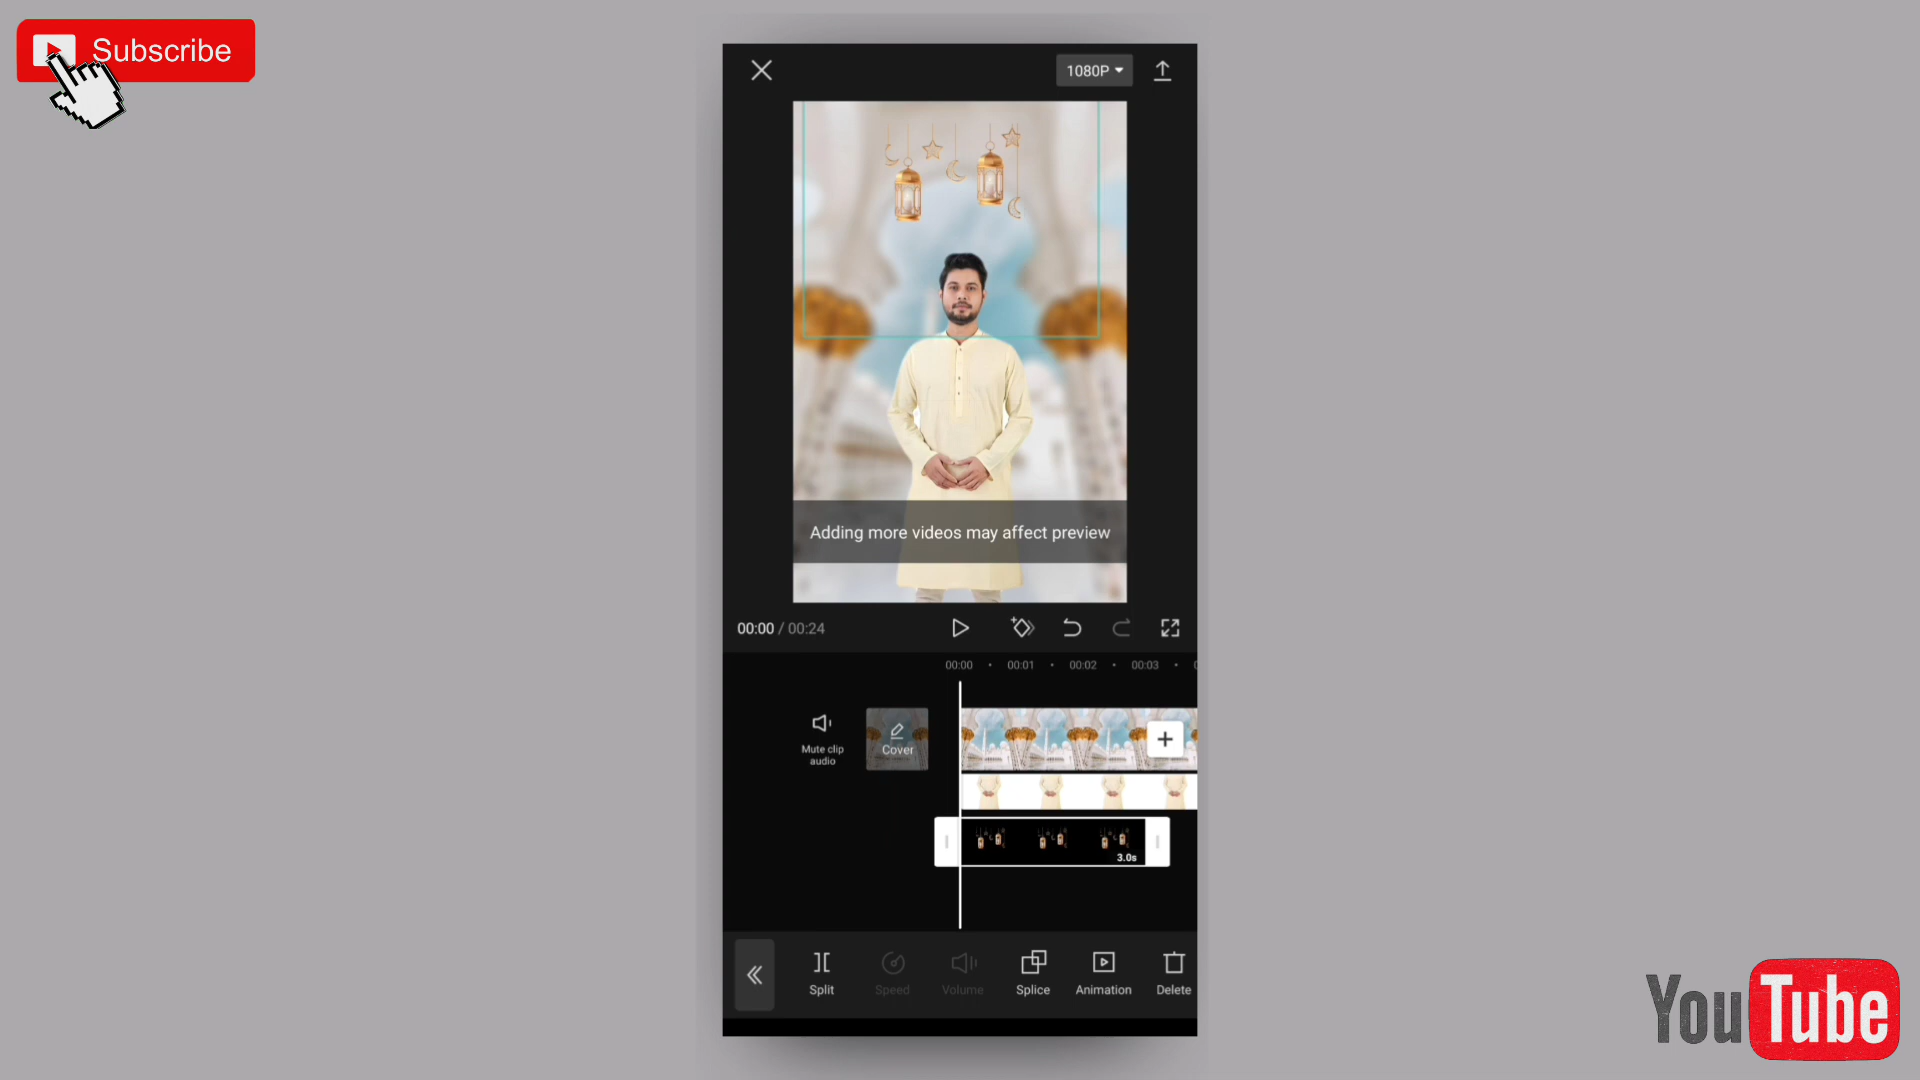 Subscribe
1080P
Adding more videos may affect preview
00:00 / 00:24
00:00 00:01 00:02 00:03
Mute clip
audio
Cover
3.0s
Split
Speed
Volume
Splice
Animation
Delete
YouTube